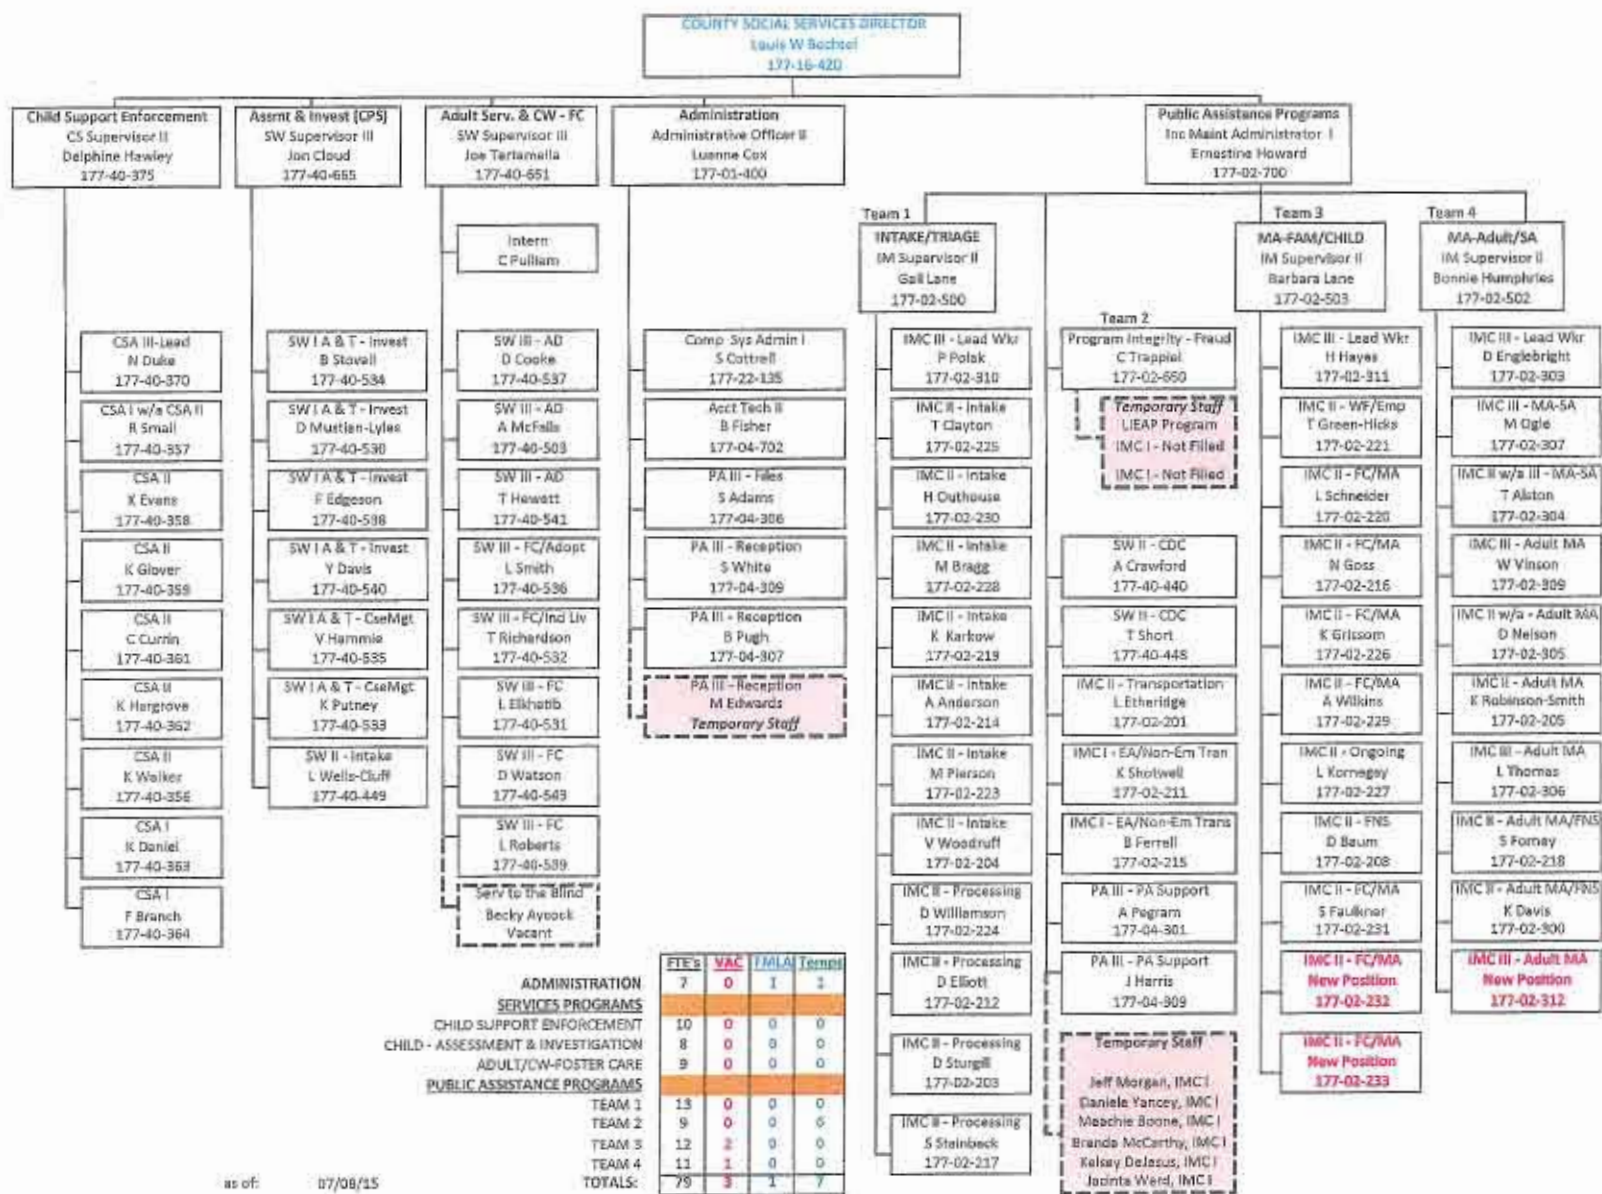 COUNTY SOCIAL SERVICES DIRECTOR
Louis W Bechtel
177-16-420
Child Support Enforcement
CS Supervisor II
Delphine Hawley
177-40-375
Assmt & Invest (CPS)
SW Supervisor III
Jon Cloud
177-40-665
Adult Serv. & CW - FC
SW Supervisor III
Joe Tartamella
177-40-651
Administration
Administrative Officer II
Luanne Cox
177-01-400
Public Assistance Programs
Inc Maint Administrator I
Ernestine Howard
177-02-700
Intern
C Pulliam
Team 1
INTAKE/TRIAGE
IM Supervisor II
Gail Lane
177-02-500
Team 3
MA-FAM/CHILD
IM Supervisor II
Barbara Lane
177-02-503
Team 4
MA-Adult/SA
IM Supervisor II
Bonnie Humphries
177-02-502
CSA III-Lead
N Duke
177-40-370
CSA I w/a CSA II
R Small
177-40-357
CSA II
K Evans
177-40-358
CSA II
K Glover
177-40-359
CSA II
C Currin
177-40-361
CSA II
K Hargrove
177-40-362
CSA II
K Walker
177-40-356
CSA I
K Daniel
177-40-363
CSA I
F Branch
177-40-364
SW I A & T - Invest
B Stovall
177-40-534
SW I A & T - Invest
D Mustian-Lyles
177-40-530
SW I A & T - Invest
F Edgeson
177-40-538
SW I A & T - Invest
Y Davis
177-40-540
SW I A & T - CseMgt
V Hammie
177-40-535
SW I A & T - CseMgt
K Putney
177-40-533
SW II - Intake
L Wells-Cluff
177-40-449
SW III - AD
D Cooke
177-40-537
SW III - AD
A McFalls
177-40-503
SW III - AD
T Hewett
177-40-541
SW III - FC/Adopt
L Smith
177-40-536
SW III - FC/Ind Liv
T Richardson
177-40-532
SW III - FC
L Elkhatib
177-40-531
SW III - FC
D Watson
177-40-543
SW III - FC
L Roberts
177-40-539
Serv to the Blind
Becky Aycock
Vacant
Comp Sys Admin I
S Cottrell
177-22-135
Acct Tech II
B Fisher
177-04-702
PA III - Files
S Adams
177-04-306
PA III - Reception
S White
177-04-309
PA III - Reception
B Pugh
177-04-307
PA III - Reception
M Edwards
Temporary Staff
IMC III - Lead Wkr
P Polak
177-02-310
IMC II - Intake
T Clayton
177-02-225
IMC II - Intake
H Outhouse
177-02-230
IMC II - Intake
M Bragg
177-02-228
IMC II - Intake
K Karkow
177-02-219
IMC II - Intake
A Anderson
177-02-214
IMC II - Intake
M Pierson
177-02-223
IMC II - Intake
V Woodruff
177-02-204
IMC II - Processing
D Williamson
177-02-224
IMC II - Processing
D Elliott
177-02-212
IMC II - Processing
D Sturgill
177-02-203
IMC II - Processing
S Steinbeck
177-02-217
Team 2
Program Integrity - Fraud
C Trappiel
177-02-650
Temporary Staff
LIEAP Program
IMC I - Not Filled
IMC I - Not Filled
SW II - CDC
A Crawford
177-40-440
SW II - CDC
T Short
177-40-448
IMC II - Transportation
L Etheridge
177-02-201
IMC I - EA/Non-Em Tran
K Shotwell
177-02-211
IMC I - EA/Non-Em Trans
B Ferrell
177-02-215
PA III - PA Support
A Pegram
177-04-301
PA III - PA Support
J Harris
177-04-309
Temporary Staff
Jeff Morgan, IMC I
Daniele Yancey, IMC I
Meachie Boone, IMC I
Brenda McCarthy, IMC I
Kelsey DeJesus, IMC I
Jacinta Werd, IMC I
IMC III - Lead Wkr
H Hayes
177-02-311
IMC II - WF/Emp
T Green-Hicks
177-02-221
IMC II - FC/MA
L Schneider
177-02-220
IMC II - FC/MA
N Goss
177-02-216
IMC II - FC/MA
K Grissom
177-02-226
IMC II - FC/MA
A Wilkins
177-02-229
IMC II - Ongoing
L Kornegay
177-02-227
IMC II - FNS
D Baum
177-02-208
IMC II - FC/MA
S Faulkner
177-02-231
IMC II - FC/MA
New Position
177-02-232
IMC II - FC/MA
New Position
177-02-233
IMC III - Lead Wkr
D Englebright
177-02-303
IMC III - MA-SA
M Ogle
177-02-307
IMC II w/a III - MA-SA
T Alston
177-02-304
IMC III - Adult MA
W Vinson
177-02-309
IMC II w/a - Adult MA
D Nelson
177-02-305
IMC II - Adult MA
K Robinson-Smith
177-02-205
IMC III - Adult MA
L Thomas
177-02-306
IMC II - Adult MA/FNS
S Forney
177-02-218
IMC II - Adult MA/FNS
K Davis
177-02-300
IMC III - Adult MA
New Position
177-02-312
FTE's VAC FMLA Temps
ADMINISTRATION 7 0 1 1
SERVICES PROGRAMS
CHILD SUPPORT ENFORCEMENT 10 0 0 0
CHILD - ASSESSMENT & INVESTIGATION 8 0 0 0
ADULT/CW-FOSTER CARE 9 0 0 0
PUBLIC ASSISTANCE PROGRAMS
TEAM 1 13 0 0 0
TEAM 2 9 0 0 6
TEAM 3 12 2 0 0
TEAM 4 11 1 0 0
TOTALS: 79 3 1 7
as of: 07/08/15